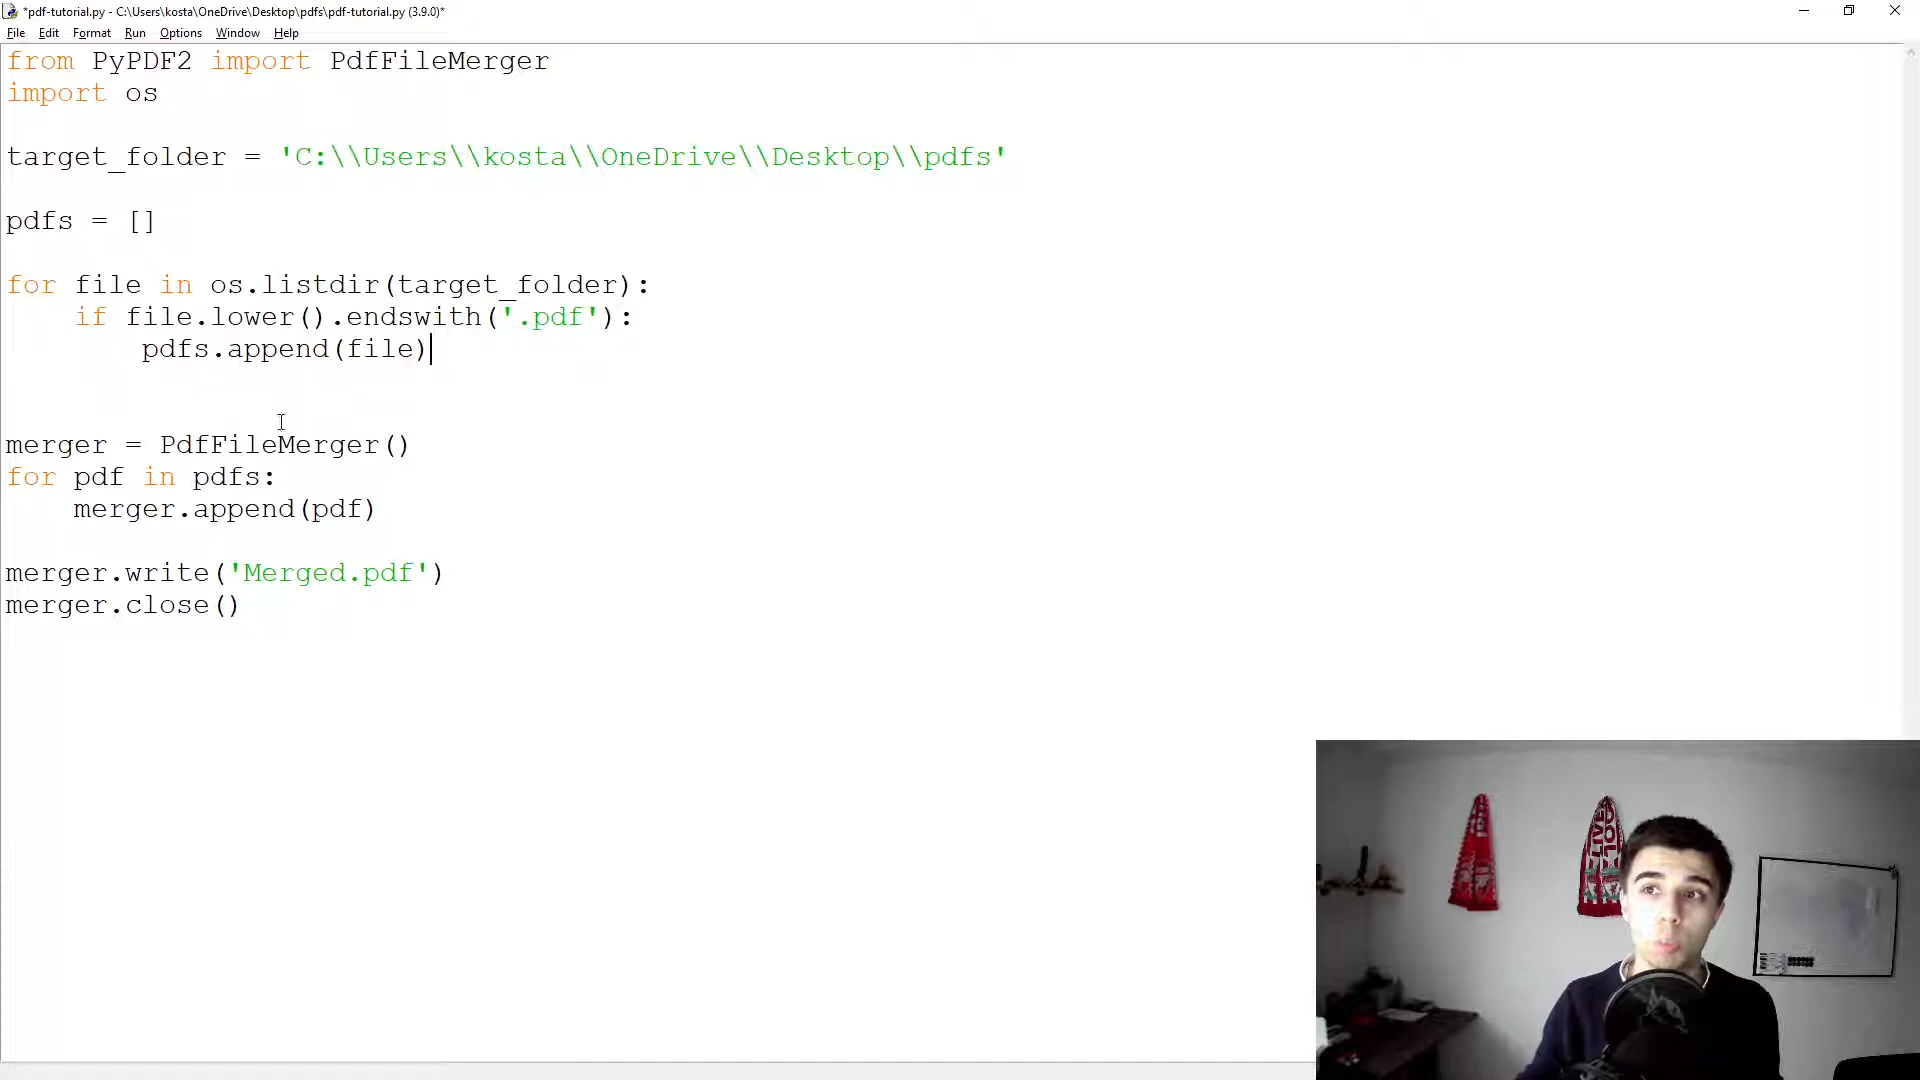 *pdf-tutorial.py - C:\Users\kosta\OneDrive\Desktop\pdfs\pdf-tutorial.py (3.9.0)*
File Edit Format Run Options Window Help
from PyPDF2 import PdfFileMerger
import os
target_folder = 'C:\\Users\\kosta\\OneDrive\\Desktop\\pdfs'
pdfs = []
for file in os.listdir(target_folder):
    if file.lower().endswith('.pdf'):
        pdfs.append(file)
merger = PdfFileMerger()
for pdf in pdfs:
    merger.append(pdf)
merger.write('Merged.pdf')
merger.close()